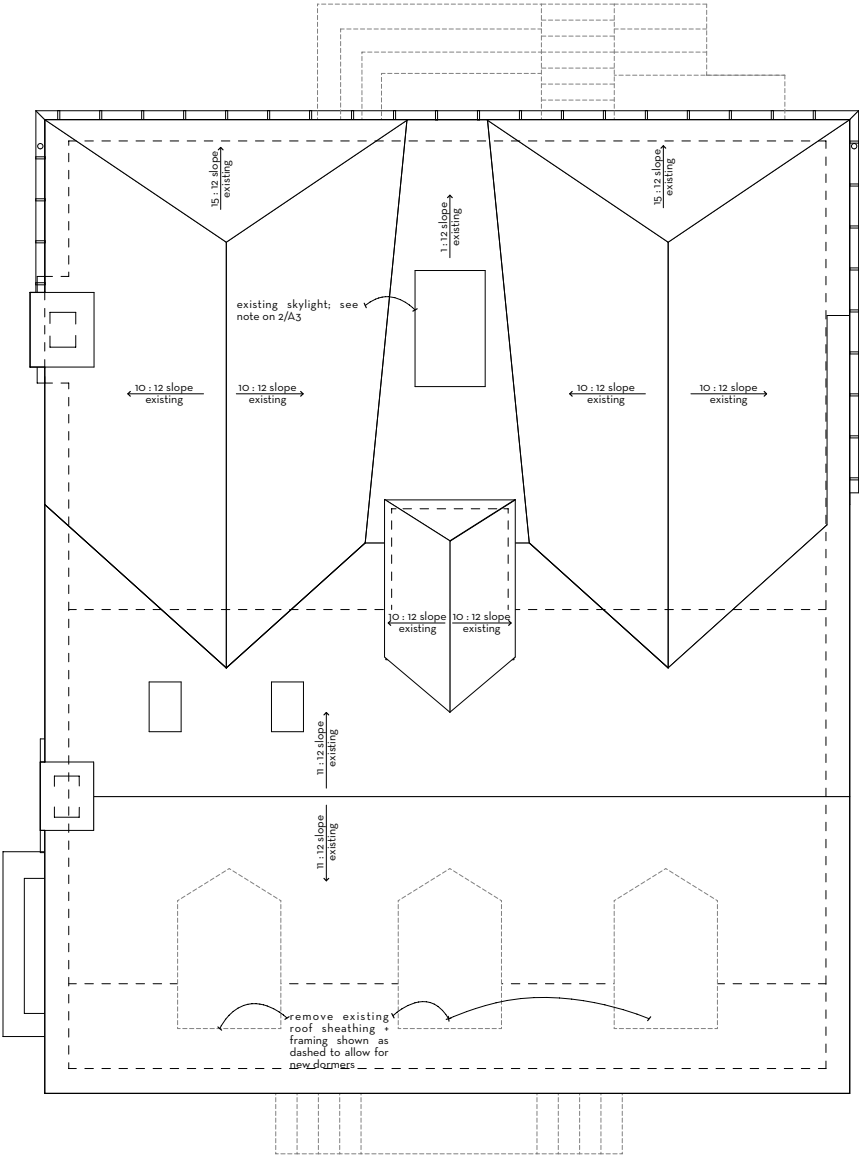 15 : 12 slope
existing
1 : 12 slope
existing
15 : 12 slope
existing
existing skylight; see
note on 2/A3
10 : 12 slope
existing
10 : 12 slope
existing
10 : 12 slope
existing
10 : 12 slope
existing
10 : 12 slope
existing
10 : 12 slope
existing
11 : 12 slope
existing
11 : 12 slope
existing
remove existing
roof sheathing +
framing shown as
dashed to allow for
new dormers